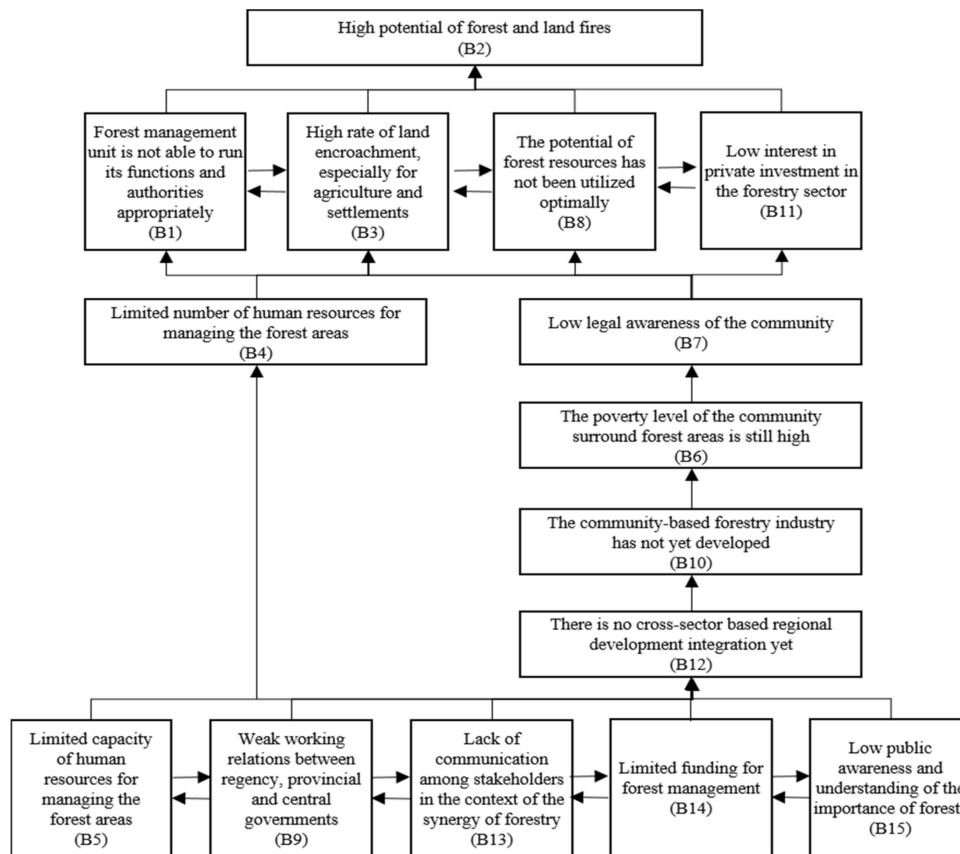 High potential of forest and land fires
(B2)
Forest management
unit is not able to run
its functions and
authorities
appropriately
(B1)
High rate of land
encroachment,
especially for
agriculture and
settlements
(B3)
The potential of
forest resources has
not been utilized
optimally
(B8)
Low interest in
private investment in
the forestry sector
(B11)
Limited number of human resources for
managing the forest areas
(B4)
Low legal awareness of the community
(B7)
The poverty level of the community
surround forest areas is still high
(B6)
The community-based forestry industry
has not yet developed
(B10)
There is no cross-sector based regional
development integration yet
(B12)
Limited capacity
of human
resources for
managing the
forest areas
(B5)
Weak working
relations between
regency, provincial
and central
governments
(B9)
Lack of
communication
among stakeholders
in the context of the
synergy of forestry
(B13)
Limited funding for
forest management
(B14)
Low public
awareness and
understanding of the
importance of forest
(B15)